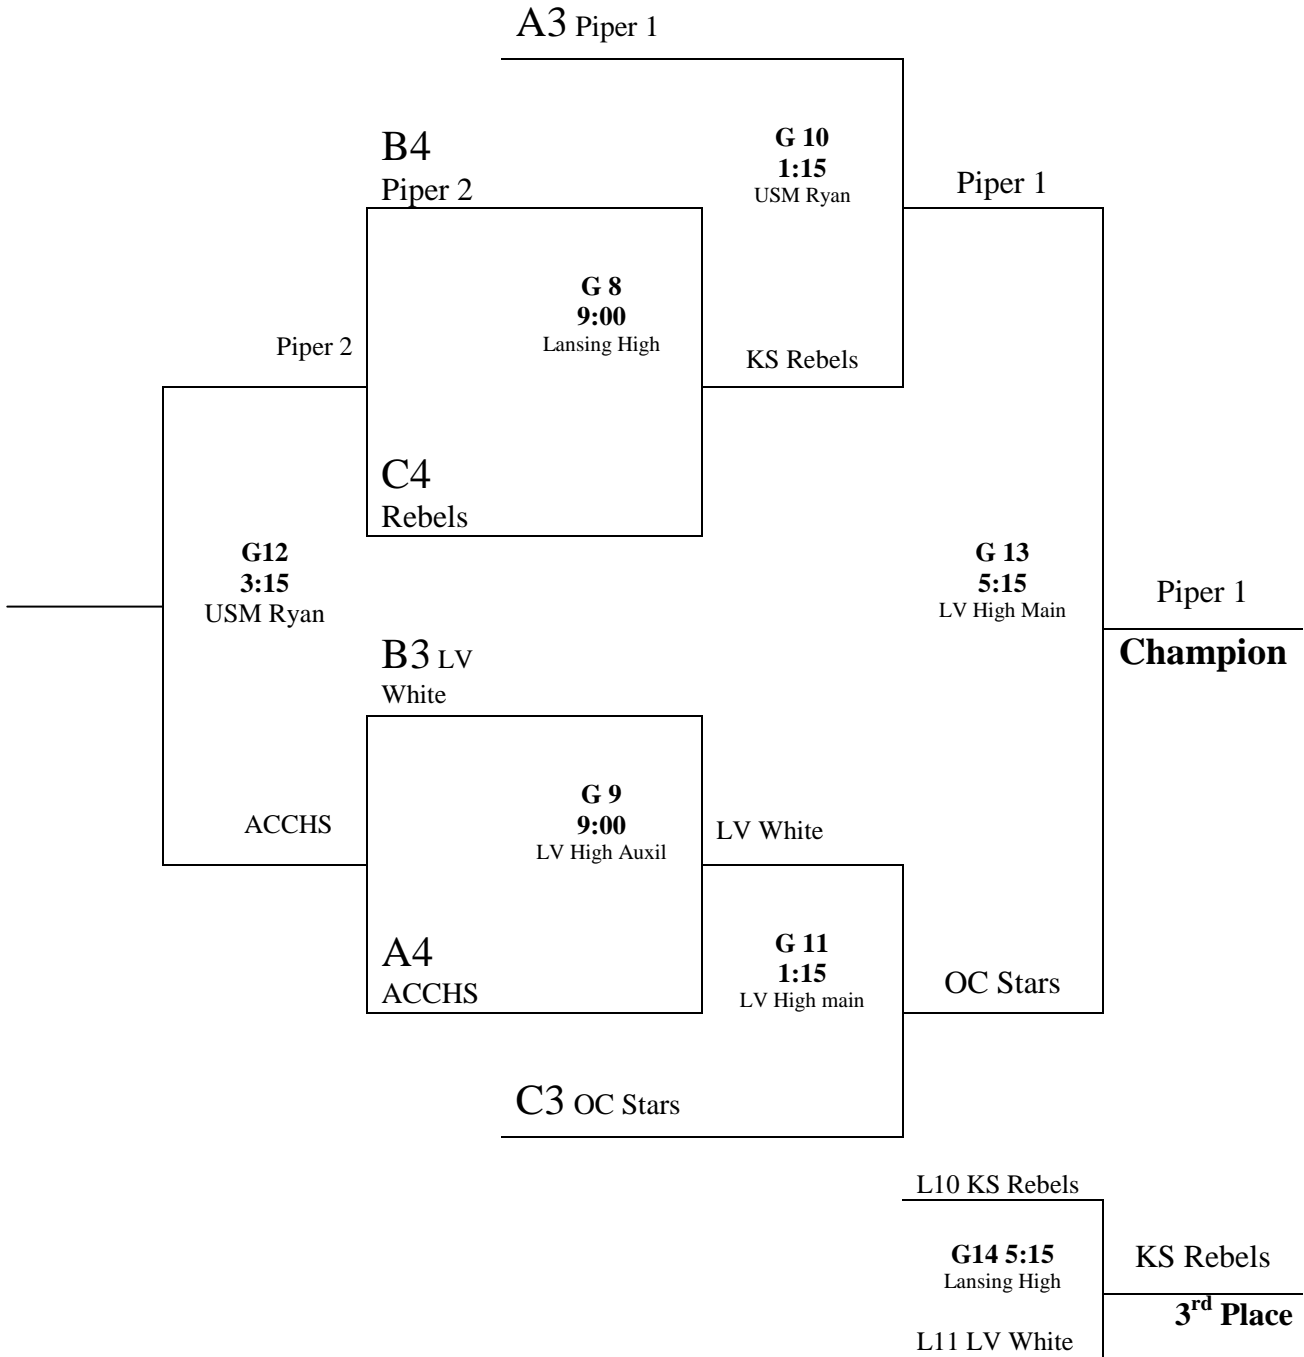 A3 Piper 1
B4
Piper 2
G 10
1:15
USM Ryan
Piper 1
G 8
9:00
Lansing High
Piper 2
KS Rebels
C4
Rebels
G12
3:15
USM Ryan
G 13
5:15
LV High Main
Piper 1
Champion
B3 LV
White
G 9
9:00
LV High Auxil
ACCHS
LV White
A4
ACCHS
G 11
1:15
LV High main
OC Stars
C3 OC Stars
L10 KS Rebels
G14 5:15
Lansing High
KS Rebels
3rd Place
L11 LV White